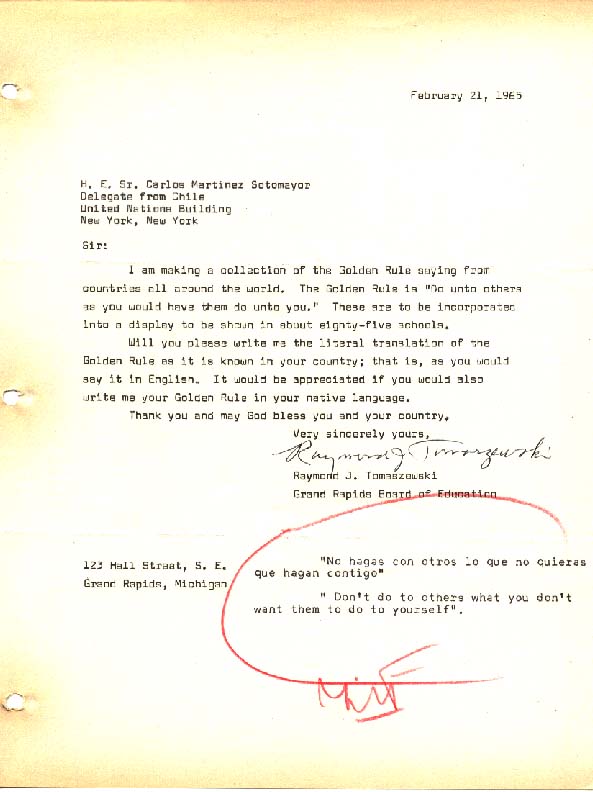 February 21, 1965
H. E. Sr. Carlos Martinez Sotomayor
Delegate from Chile
United Nations Building
New York, New York
Sir:
I am making a collection of the Golden Rule saying from
countries all around the world. The Golden Rule is "Do unto others
as you would have them do unto you." These are to be incorporated
into a display to be shown in about eighty-five schools.
Will you please write me the literal translation of the
Golden Rule as it is known in your country; that is, as you would
say it in English. It would be appreciated if you would also
write me your Golden Rule in your native language.
Thank you and may God bless you and your country.
Very sincerely yours,
Raymond J Tomaszewski
Raymond J. Tomaszewski
Grand Rapids Board of Education
123 Hall Street, S. E.
Grand Rapids, Michigan
"No hagas con otros lo que no quieras
que hagan contigo"
" Don't do to others what you don't
want them to do to yourself".